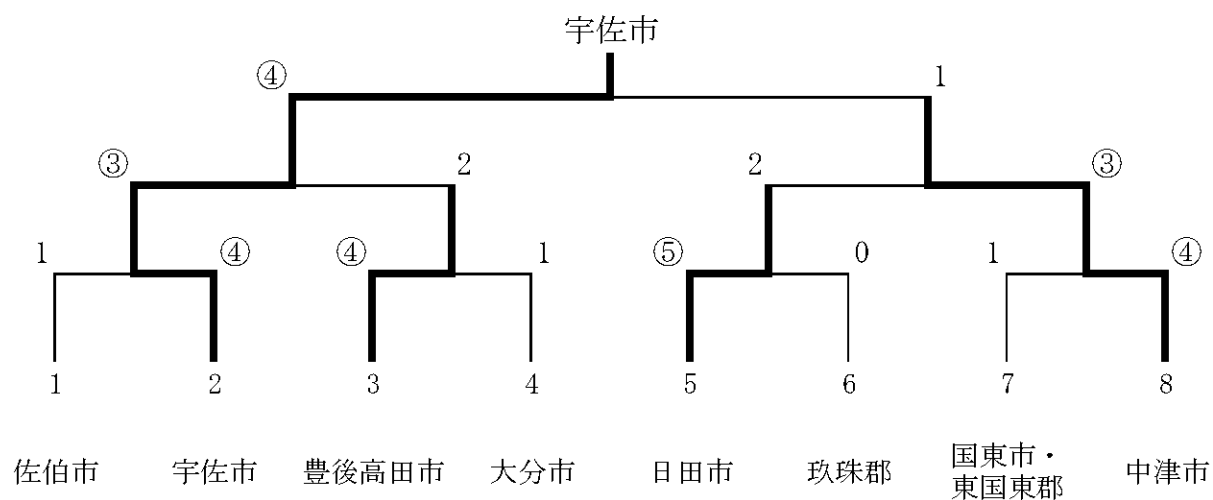 宇佐市
④ 1
③ 2 2 ③
1 ④ ④ 1 ⑤ 0 1 ④
1 2 3 4 5 6 7 8
佐伯市 宇佐市 豊後高田市 大分市 日田市 玖珠郡 国東市・ 中津市
東国東郡